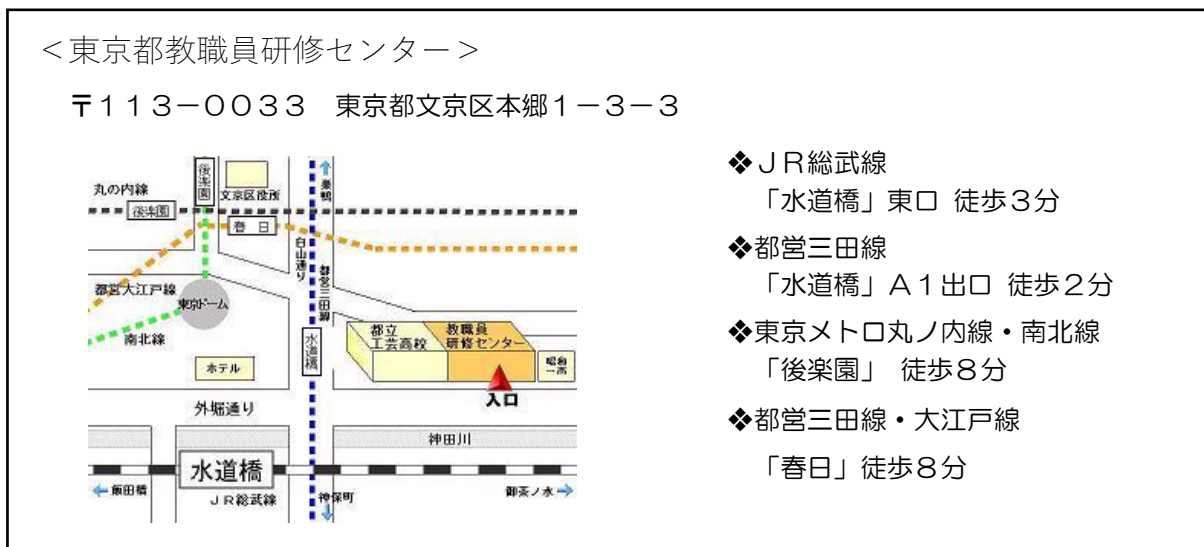 ＜東京都教職員研修センター＞
〒１１３－００３３　東京都文京区本郷１－３－３
❖ＪＲ総武線
「水道橋」東口 徒歩３分
❖都営三田線
「水道橋」Ａ１出口 徒歩２分
❖東京メトロ丸ノ内線・南北線
「後楽園」 徒歩８分
❖都営三田線・大江戸線
「春日」徒歩８分
丸の内線
後楽園
後楽園
文京区役所
巣鴨
春日
白山通り
都営三田線
都営大江戸線
東京ドーム
南北線
水道橋
都立
工芸高校
教職員
研修センター
昭和
一高
ホテル
入口
外堀通り
神田川
水道橋
飯田橋
ＪＲ総武線
神保町
御茶ノ水